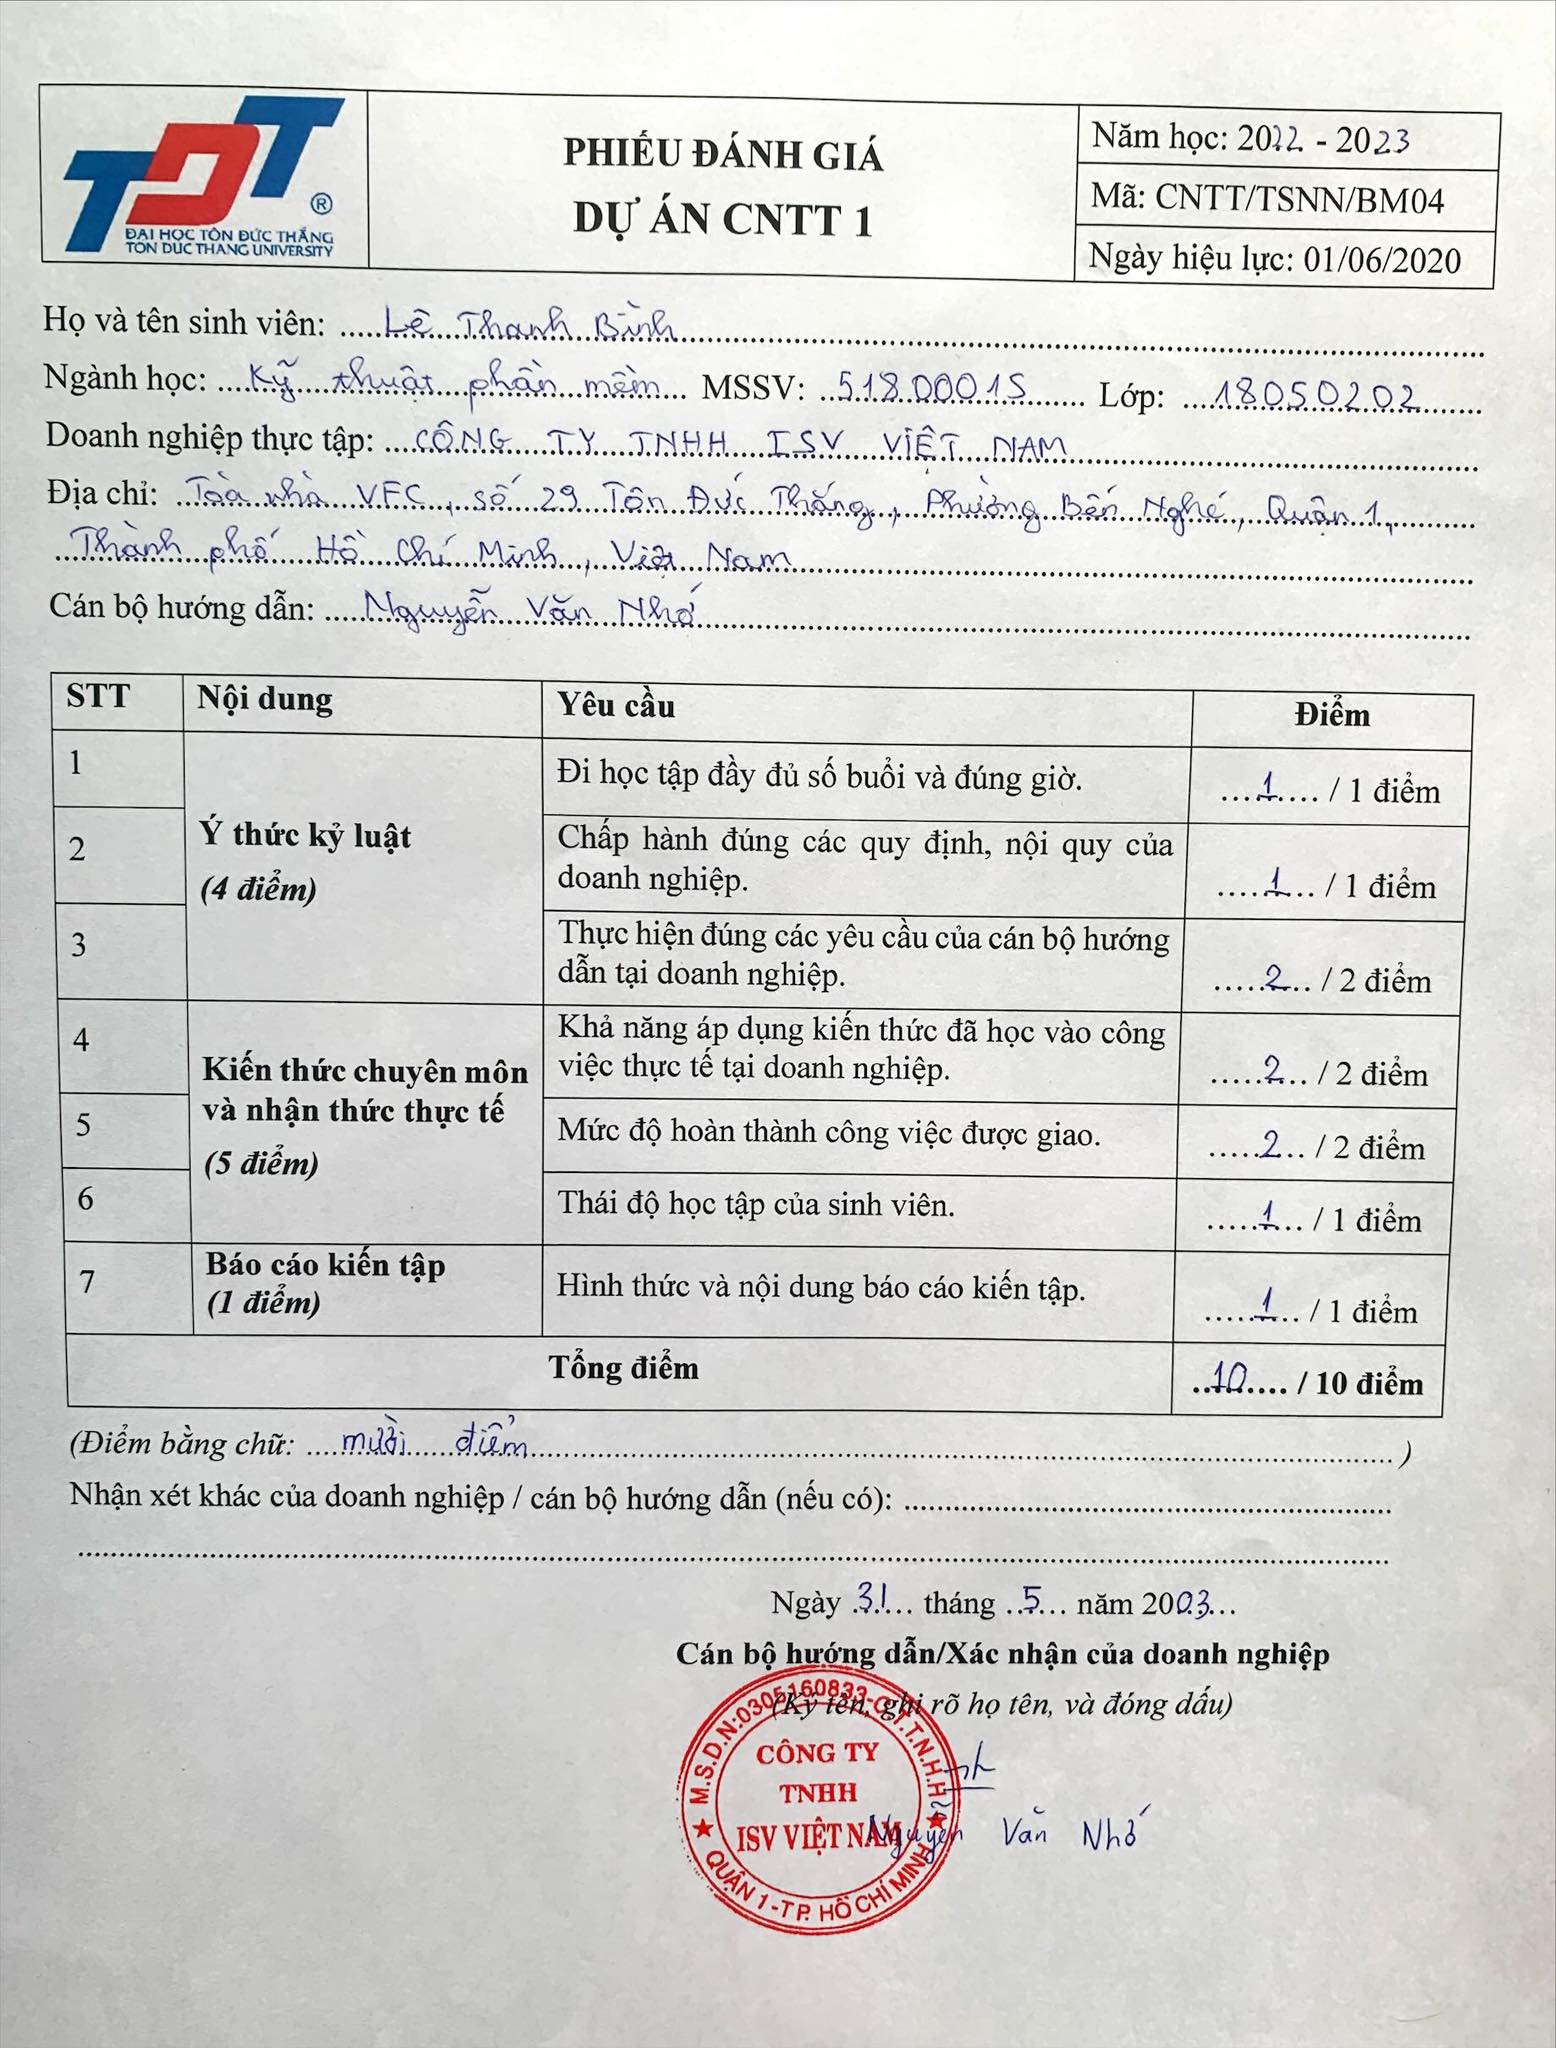 TDT ®
ĐẠI HỌC TÔN ĐỨC THẮNG
TON DUC THANG UNIVERSITY
PHIẾU ĐÁNH GIÁ
DỰ ÁN CNTT 1
Năm học: 2022 - 2023
Mã: CNTT/TSNN/BM04
Ngày hiệu lực: 01/06/2020
Họ và tên sinh viên: Lê Thanh Bình
Ngành học: Kỹ thuật phần mềm MSSV: 51800015 Lớp: 18050202
Doanh nghiệp thực tập: CÔNG TY TNHH ISV VIỆT NAM
Địa chỉ: Toà nhà VFC, số 29 Tôn Đức Thắng, Phường Bến Nghé, Quận 1,
Thành phố Hồ Chí Minh, Việt Nam
Cán bộ hướng dẫn: Nguyễn Văn Nhớ
STT Nội dung Yêu cầu Điểm
1 Đi học tập đầy đủ số buổi và đúng giờ. 1 / 1 điểm
Ý thức kỷ luật
(4 điểm)
2 Chấp hành đúng các quy định, nội quy của
doanh nghiệp. 1 / 1 điểm
3 Thực hiện đúng các yêu cầu của cán bộ hướng
dẫn tại doanh nghiệp. 2 / 2 điểm
4 Khả năng áp dụng kiến thức đã học vào công
việc thực tế tại doanh nghiệp. 2 / 2 điểm
Kiến thức chuyên môn
và nhận thức thực tế
(5 điểm)
5 Mức độ hoàn thành công việc được giao. 2 / 2 điểm
6 Thái độ học tập của sinh viên. 1 / 1 điểm
Báo cáo kiến tập
(1 điểm)
7 Hình thức và nội dung báo cáo kiến tập. 1 / 1 điểm
Tổng điểm 10 / 10 điểm
(Điểm bằng chữ: mười điểm )
Nhận xét khác của doanh nghiệp / cán bộ hướng dẫn (nếu có):
Ngày 31 tháng 5 năm 2003
Cán bộ hướng dẫn/Xác nhận của doanh nghiệp
(Ký tên, ghi rõ họ tên, và đóng dấu)
M.S.D.N:0305160833-C.T.T.N.H.H
CÔNG TY
TNHH
ISV VIỆT NAM
QUẬN 1-TP. HỒ CHÍ MINH
Nguyễn Văn Nhớ